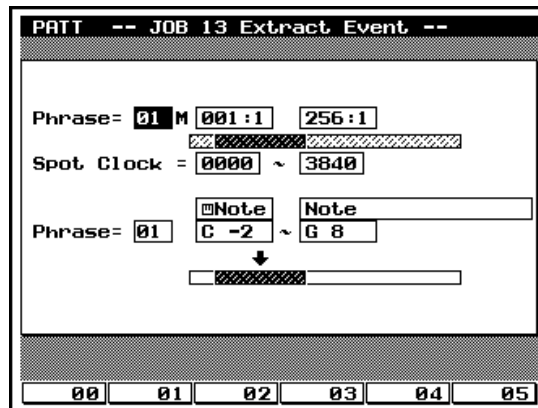 PATT -- JOB 13 Extract Event --
Phrase= 01 M 001:1 256:1
Spot Clock = 0000 ~ 3840
Note Note
Phrase= 01 C -2 ~ G 8
00 01 02 03 04 05